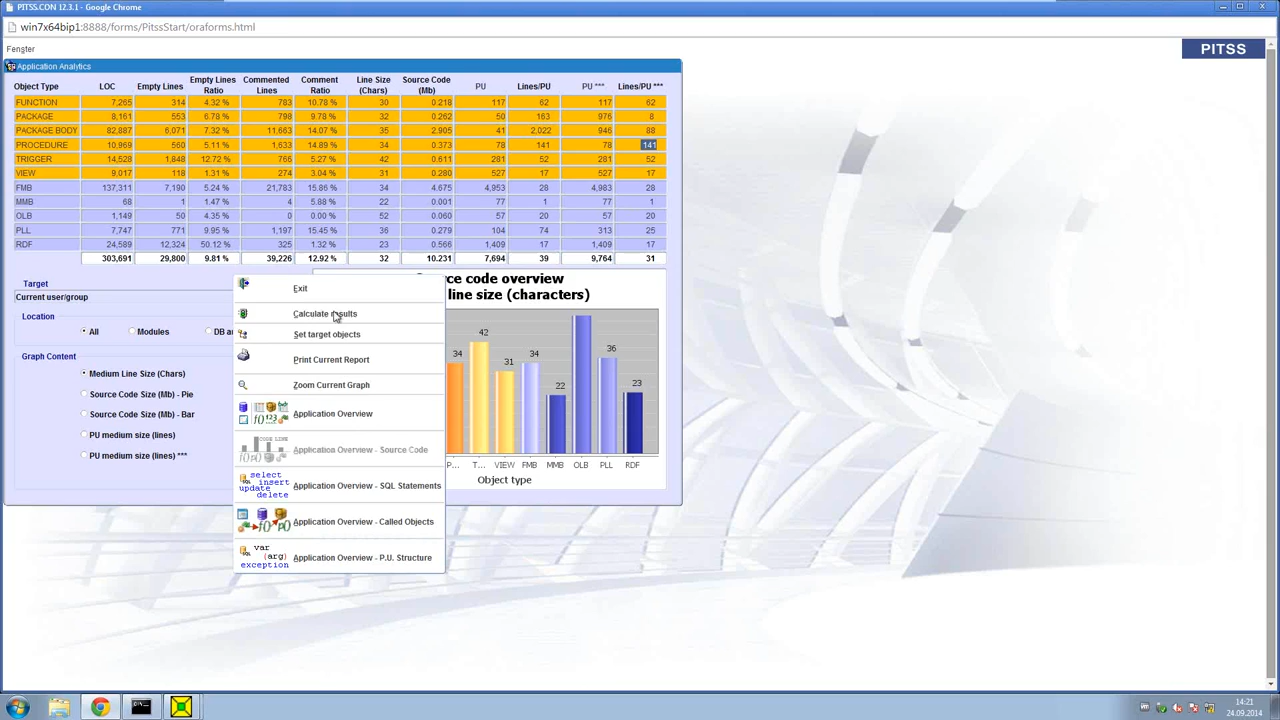 PITSS.CON 12.3.1 - Google Chrome
win7x64bip1:8888/forms/PitssStart/oraforms.html
Fenster
PITSS
Application Analytics
Object Type LOC Empty Lines Empty Lines Ratio Commented Lines Comment Ratio Line Size (Chars) Source Code (Mb) PU Lines/PU PU *** Lines/PU ***
FUNCTION 7,265 314 4.32 % 783 10.78 % 30 0.218 117 62 117 62
PACKAGE 8,161 553 6.78 % 798 9.78 % 32 0.262 50 163 976 8
PACKAGE BODY 82,887 6,071 7.32 % 11,663 14.07 % 35 2.905 41 2,022 946 88
PROCEDURE 10,969 560 5.11 % 1,633 14.89 % 34 0.373 78 141 78 141
TRIGGER 14,528 1,848 12.72 % 766 5.27 % 42 0.611 281 52 281 52
VIEW 9,017 118 1.31 % 274 3.04 % 31 0.280 527 17 527 17
FMB 137,311 7,190 5.24 % 21,783 15.86 % 34 4.675 4,953 28 4,983 28
MMB 68 1 1.47 % 4 5.88 % 22 0.001 77 1 77 1
OLB 1,149 50 4.35 % 0 0.00 % 52 0.060 57 20 57 20
PLL 7,747 771 9.95 % 1,197 15.45 % 36 0.279 104 74 313 25
RDF 24,589 12,324 50.12 % 325 1.32 % 23 0.566 1,409 17 1,409 17
303,691 29,800 9.81 % 39,226 12.92 % 32 10.231 7,694 39 9,764 31
Target
Current user/group
Location
All Modules DB a
Graph Content
Medium Line Size (Chars)
Source Code Size (Mb) - Pie
Source Code Size (Mb) - Bar
PU medium size (lines)
PU medium size (lines) ***
Exit
Calculate results
Set target objects
Print Current Report
Zoom Current Graph
Application Overview
Application Overview - Source Code
select
insert
update
delete
Application Overview - SQL Statements
Application Overview - Called Objects
var
(arg)
exception
Application Overview - P.U. Structure
ce code overview
line size (characters)
34 42 31 34 22 36 23
P... T... VIEW FMB MMB OLB PLL RDF
Object type
14:21
24.09.2014